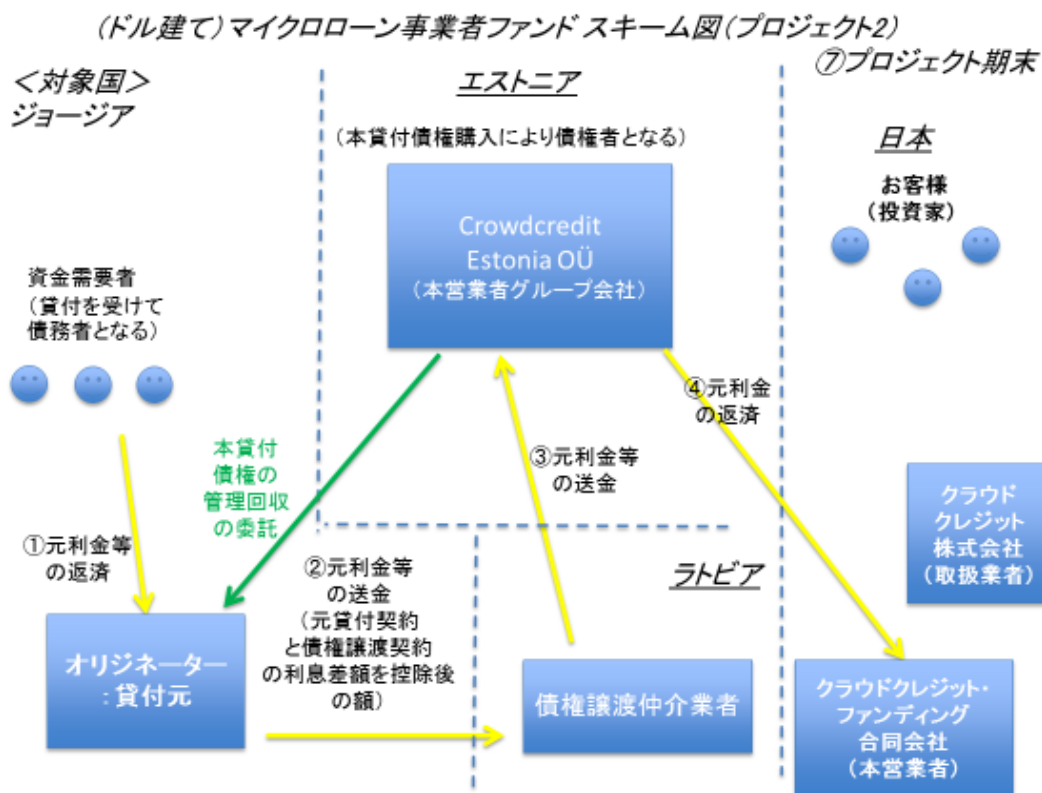 (ドル建て)マイクロローン事業者ファンド スキーム図(プロジェクト2)
⑦プロジェクト期末
<対象国>
ジョージア
エストニア
(本貸付債権購入により債権者となる)
日本
お客様
(投資家)
Crowdcredit
Estonia OÜ
(本営業者グループ会社)
資金需要者
(貸付を受けて
債務者となる)
④元利金
の返済
本貸付
債権の
管理回収
の委託
③元利金等
の送金
クラウド
クレジット
株式会社
(取扱業者)
①元利金等
の返済
②元利金等
の送金
(元貸付契約
と債権譲渡契約
の利息差額を控除後
の額)
ラトビア
オリジネーター
:貸付元
債権譲渡仲介業者
クラウドクレジット・
ファンディング
合同会社
(本営業者)